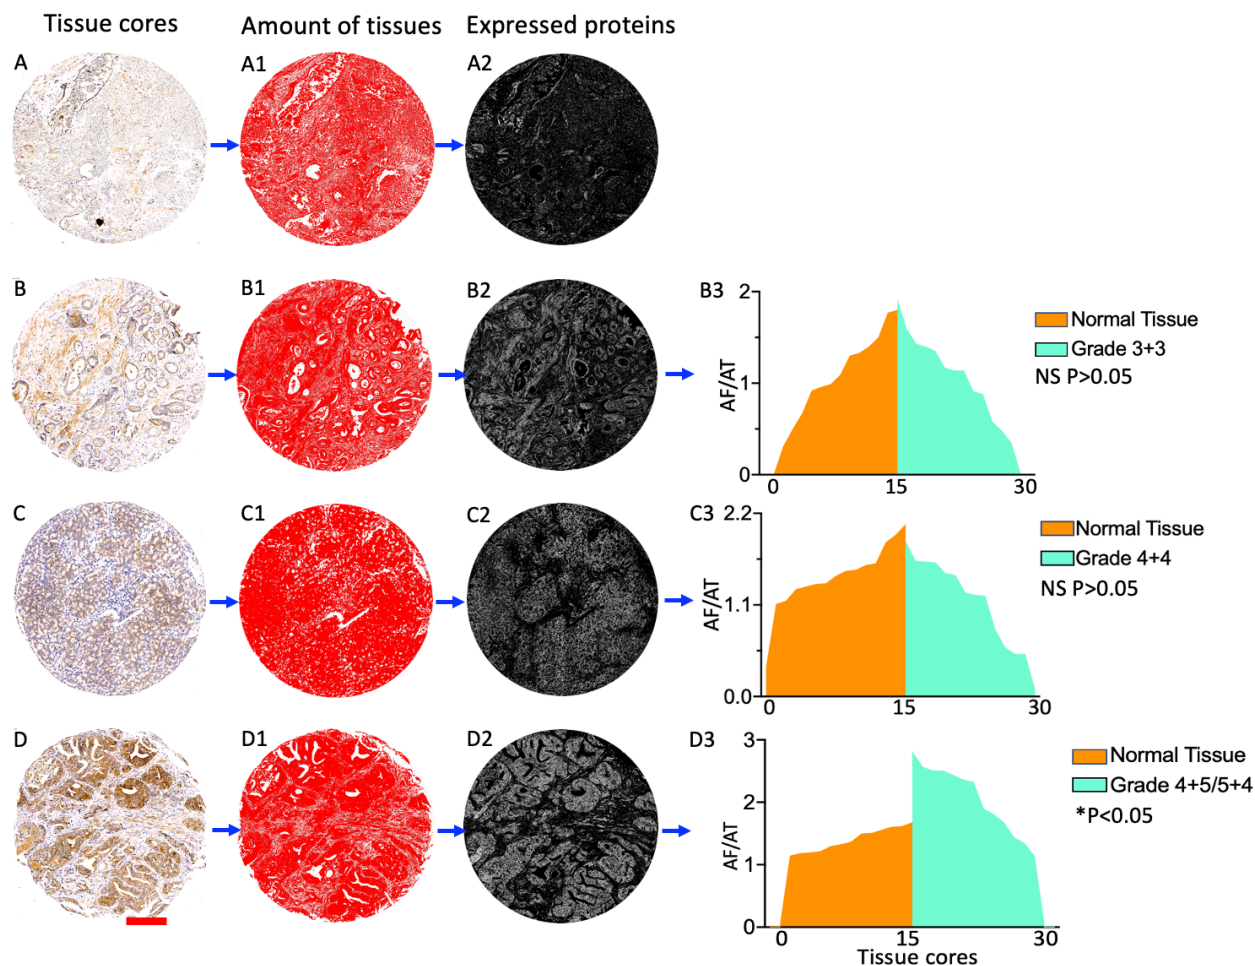 Tissue cores Amount of tissues Expressed proteins
A A1 A2
B B1 B2 B3
2
1
0
AF/AT
0 15 30
Normal Tissue
Grade 3+3
NS P>0.05
C C1 C2 C3
2.2
1.1
0.0
AF/AT
0 15 30
Normal Tissue
Grade 4+4
NS P>0.05
D D1 D2 D3
3
2
1
0
AF/AT
0 15 30
Tissue cores
Normal Tissue
Grade 4+5/5+4
*P<0.05